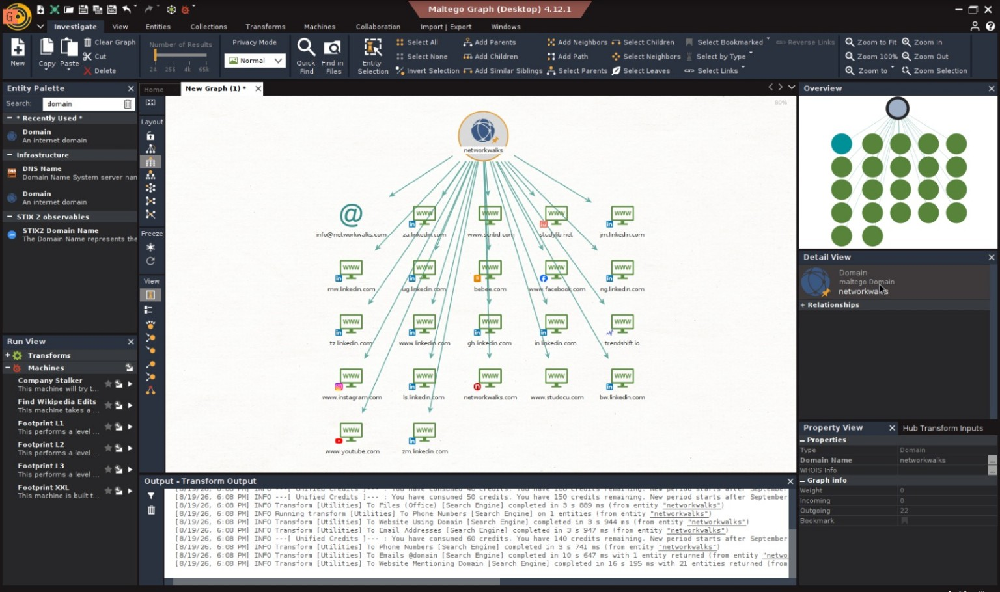 Maltego Graph (Desktop) 4.12.1
Investigate View Entities Collections Transforms Machines Collaboration Import | Export Windows
New
Copy
Paste
Clear Graph
Cut
Delete
Number of Results
24 256 4k 65k
Privacy Mode
Normal
Quick Find
Find in Files
Entity Selection
Select All
Select None
Invert Selection
Add Parents
Add Children
Add Similar Siblings
Add Neighbors
Add Path
Select Parents
Select Children
Select Neighbors
Select Leaves
Select Bookmarked
Select by Type
Select Links
Reverse Links
Zoom to Fit
Zoom 100%
Zoom to
Zoom In
Zoom Out
Zoom Selection
Entity Palette
Search: domain
* Recently Used *
Domain
An internet domain
Infrastructure
DNS Name
Domain Name System server nan
Domain
An internet domain
STIX 2 observables
STIX2 Domain Name
The Domain Name represents the
Run View
Transforms
Machines
Company Stalker
This machine will try t...
Find Wikipedia Edits
This machine takes a ...
Footprint L1
This performs a level ...
Footprint L2
This performs a level ...
Footprint L3
This performs a level ...
Footprint XXL
This machine is built t...
Home
New Graph (1) *
Layout
Freeze
View
80%
networkwalks
info@networkwalks.com za.linkedin.com www.scribd.com studylib.net jm.linkedin.com
mw.linkedin.com ug.linkedin.com bebee.com www.facebook.com ng.linkedin.com
tz.linkedin.com www.linkedin.com gh.linkedin.com in.linkedin.com trendshift.io
www.instagram.com ls.linkedin.com networkwalks.com www.studocu.com bw.linkedin.com
www.youtube.com zm.linkedin.com
Output - Transform Output
[8/19/26, 6:08 PM] INFO ---[ Unified Credits ]--- : You have consumed 40 credits. You have 160 credits remaining. New period starts after September
[8/19/26, 6:08 PM] INFO ---[ Unified Credits ]--- : You have consumed 50 credits. You have 150 credits remaining. New period starts after September
[8/19/26, 6:08 PM] INFO Transform [Utilities] To Files (Office) [Search Engine] completed in 3 s 889 ms (from entity "networkwalks")
[8/19/26, 6:08 PM] INFO Running transform [Utilities] To Phone Numbers [Search Engine] on 1 entities (from entity "networkwalks")
[8/19/26, 6:08 PM] INFO Transform [Utilities] To Website Using Domain [Search Engine] completed in 3 s 944 ms (from entity "networkwalks")
[8/19/26, 6:08 PM] INFO Transform [Utilities] To Email Addresses [Search Engine] completed in 3 s 947 ms (from entity "networkwalks")
[8/19/26, 6:08 PM] INFO ---[ Unified Credits ]--- : You have consumed 60 credits. You have 140 credits remaining. New period starts after September
[8/19/26, 6:08 PM] INFO Transform [Utilities] To Phone Numbers [Search Engine] completed in 3 s 741 ms (from entity "networkwalks")
[8/19/26, 6:08 PM] INFO Transform [Utilities] To Emails @domain [Search Engine] completed in 10 s 647 ms with 1 entity returned (from entity "netwo
[8/19/26, 6:08 PM] INFO Transform [Utilities] To Website Mentioning Domain [Search Engine] completed in 16 s 195 ms with 21 entities returned (from
Overview
Detail View
Domain
maltego.Domain
networkwalks
Relationships
Property View
Hub Transform Inputs
Properties
Type Domain
Domain Name networkwalks
WHOIS Info
Graph info
Weight 0
Incoming 0
Outgoing 22
Bookmark